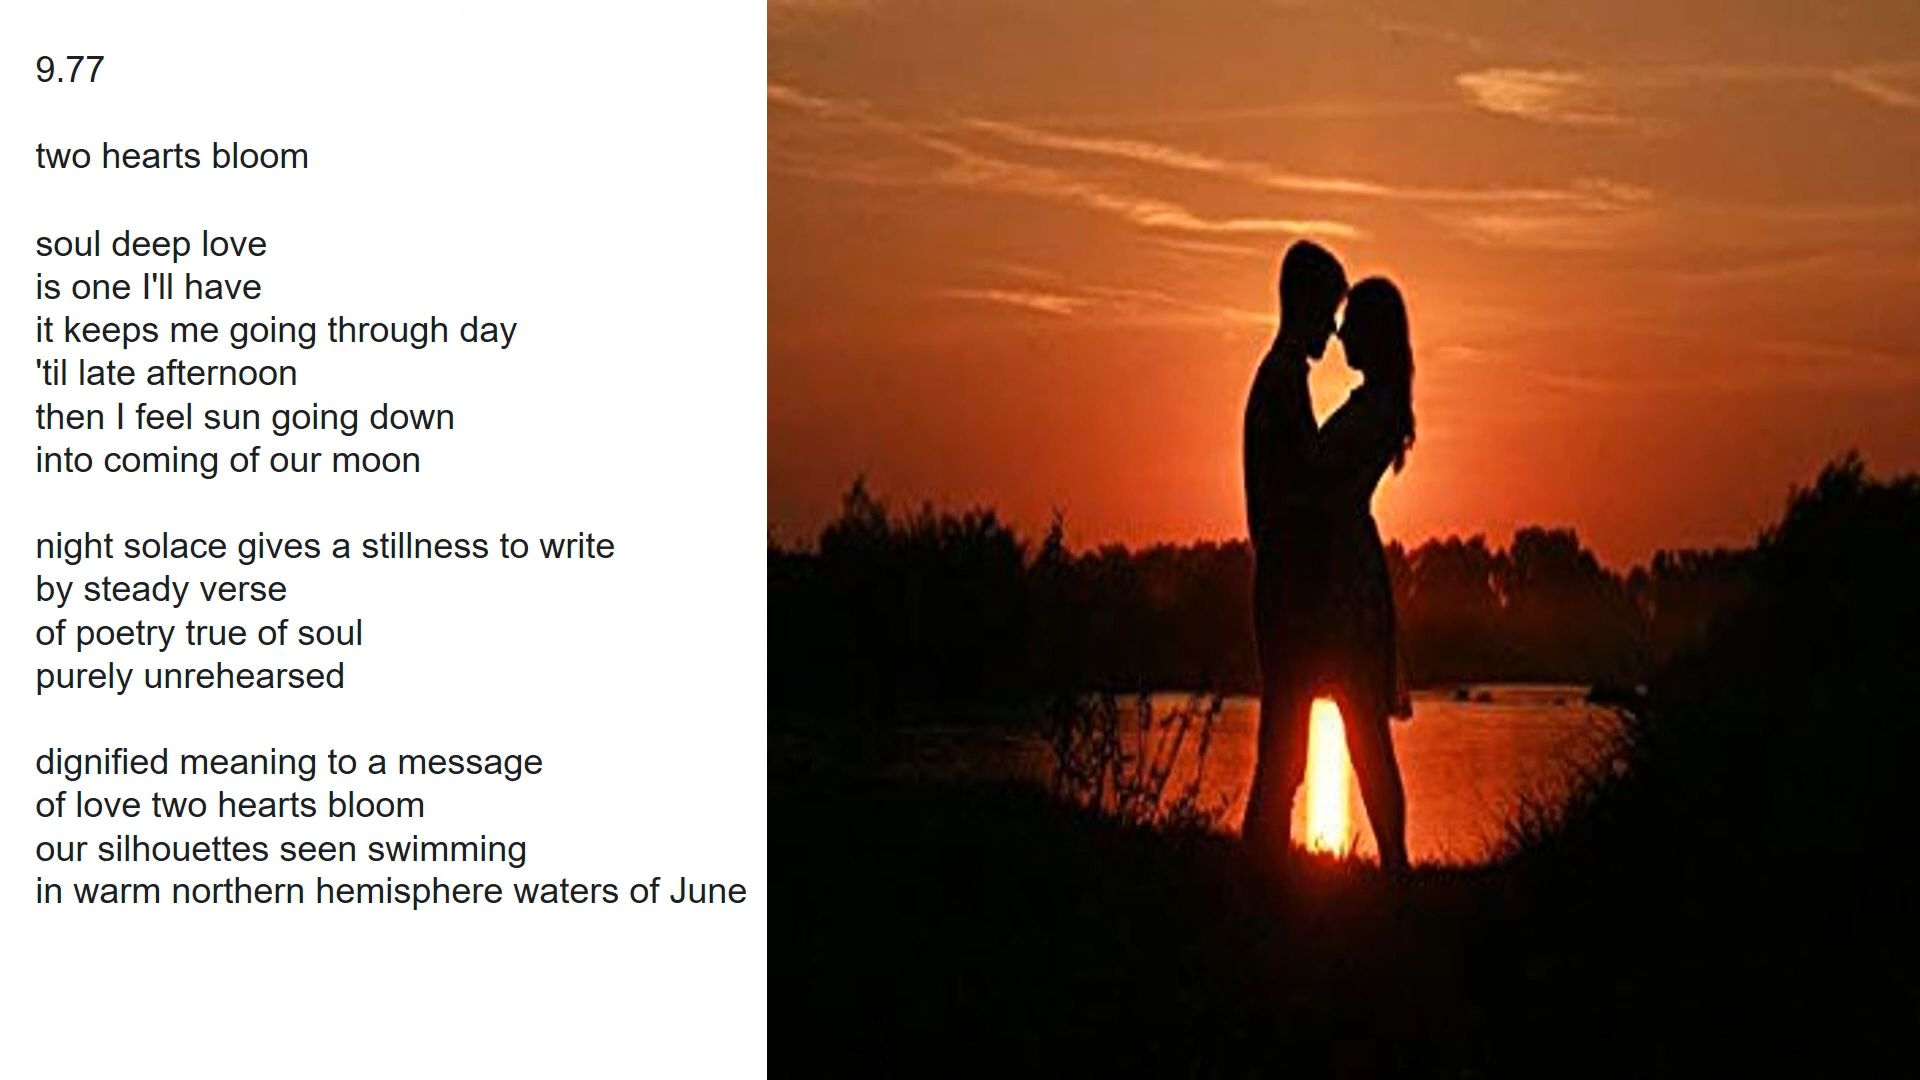 9.77
two hearts bloom
soul deep love
is one I'll have
it keeps me going through day
'til late afternoon
then I feel sun going down
into coming of our moon
night solace gives a stillness to write
by steady verse
of poetry true of soul
purely unrehearsed
dignified meaning to a message
of love two hearts bloom
our silhouettes seen swimming
in warm northern hemisphere waters of June